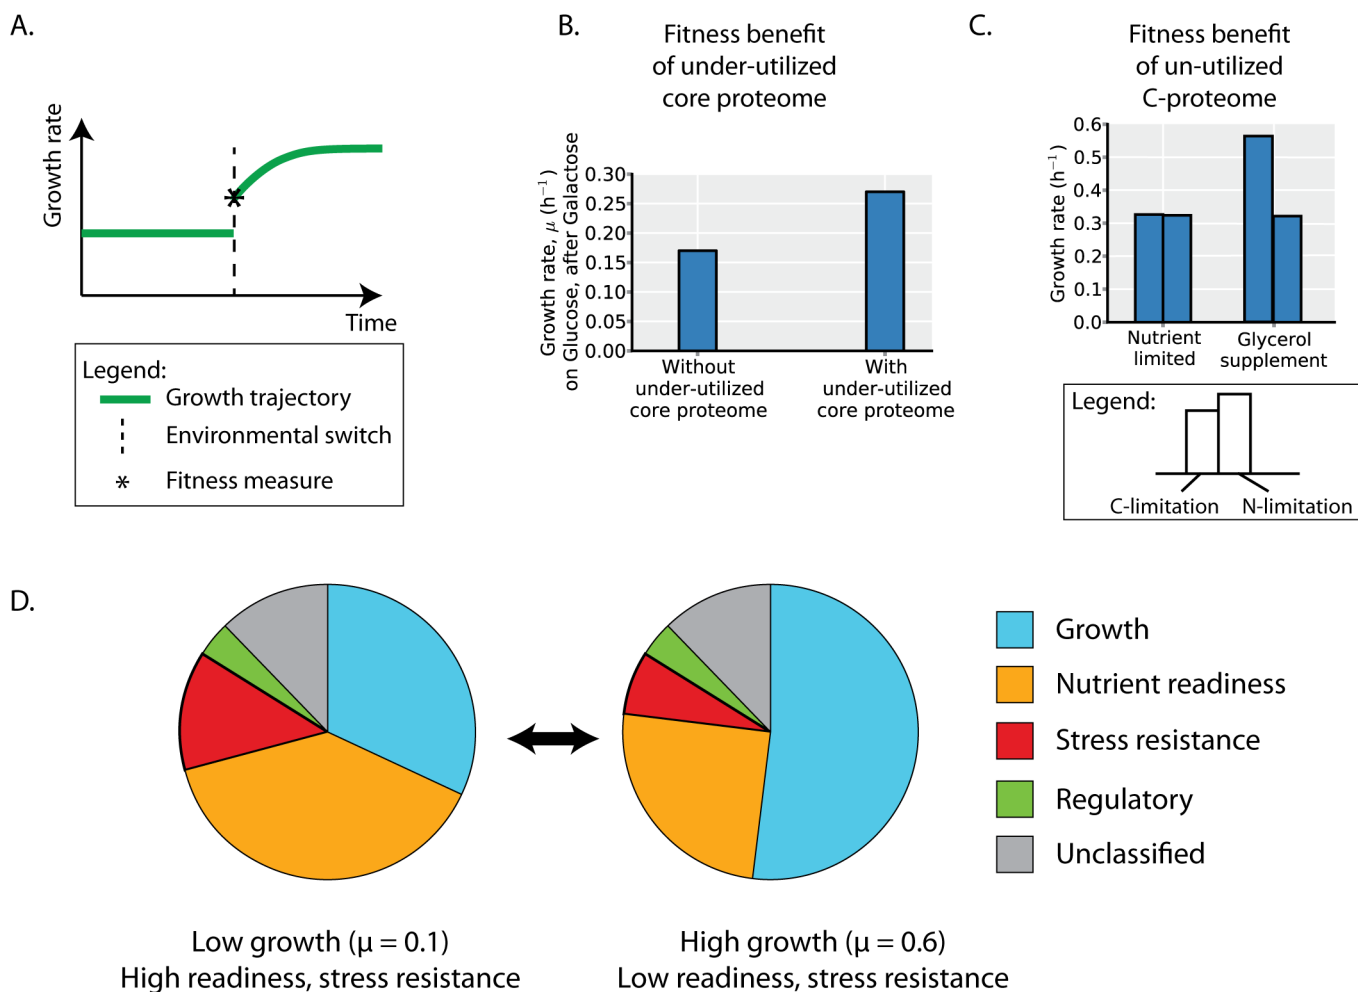 A.
Growth rate
Time
Legend:
Growth trajectory
Environmental switch
Fitness measure
B.
Fitness benefit
of under-utilized
core proteome
Growth rate, μ (h⁻¹)
on Glucose, after Galactose
0.30
0.25
0.20
0.15
0.10
0.05
0.00
Without
under-utilized
core proteome
With
under-utilized
core proteome
C.
Fitness benefit
of un-utilized
C-proteome
Growth rate (h⁻¹)
0.6
0.5
0.4
0.3
0.2
0.1
0.0
Nutrient
limited
Glycerol
supplement
Legend:
C-limitation
N-limitation
D.
Growth
Nutrient readiness
Stress resistance
Regulatory
Unclassified
Low growth (μ = 0.1)
High readiness, stress resistance
High growth (μ = 0.6)
Low readiness, stress resistance